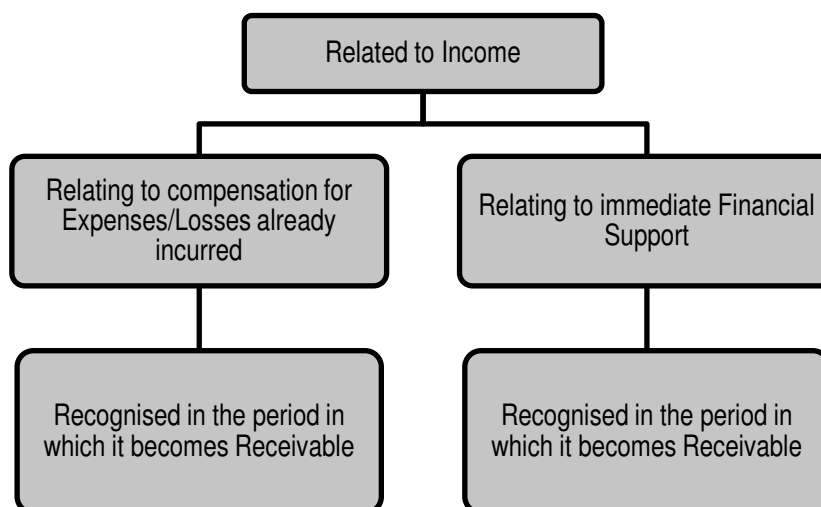 Related to Income
Relating to compensation for
Expenses/Losses already
incurred
Relating to immediate Financial
Support
Recognised in the period in
which it becomes Receivable
Recognised in the period in
which it becomes Receivable